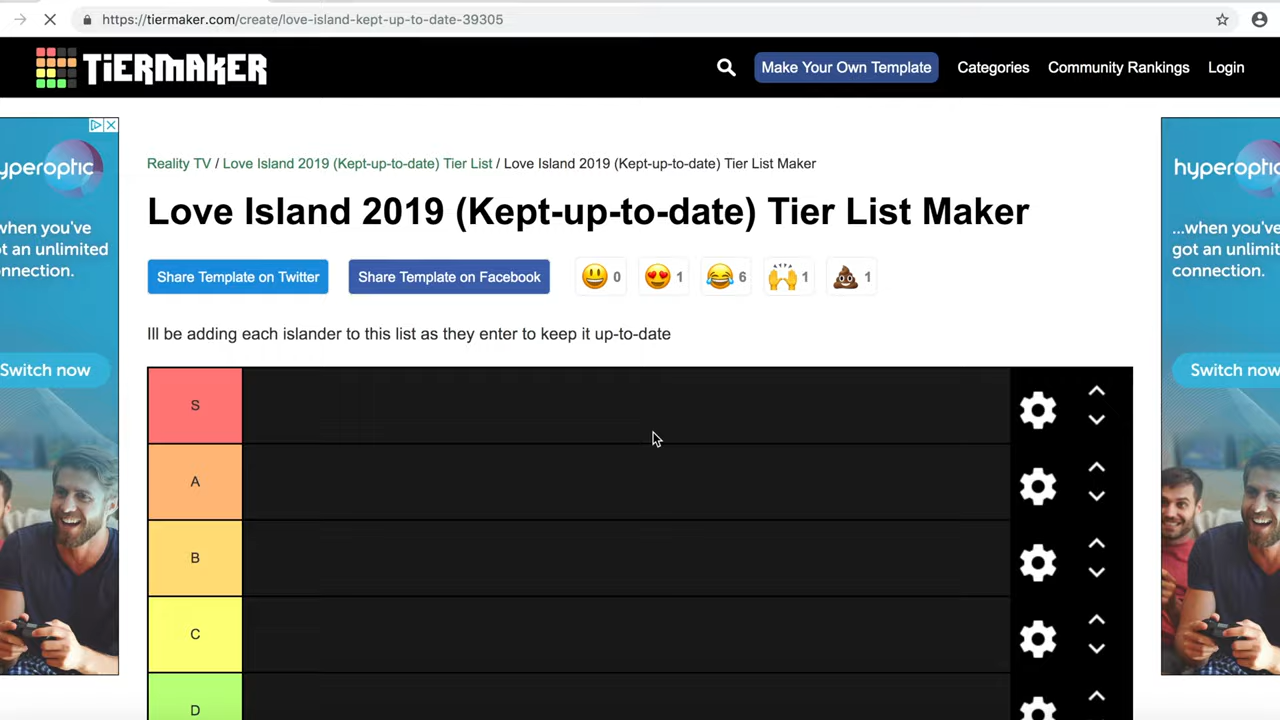 https://tiermaker.com/create/love-island-kept-up-to-date-39305
TiERMAKER
Make Your Own Template
Categories
Community Rankings
Login
Reality TV / Love Island 2019 (Kept-up-to-date) Tier List / Love Island 2019 (Kept-up-to-date) Tier List Maker
Love Island 2019 (Kept-up-to-date) Tier List Maker
Share Template on Twitter
Share Template on Facebook
0
1
6
1
1
Ill be adding each islander to this list as they enter to keep it up-to-date
S
A
B
C
D
yperoptic
when you've
ot an unlimited
onnection.
Switch now
hyperoptic
...when you've
got an unlimit
connection.
Switch now